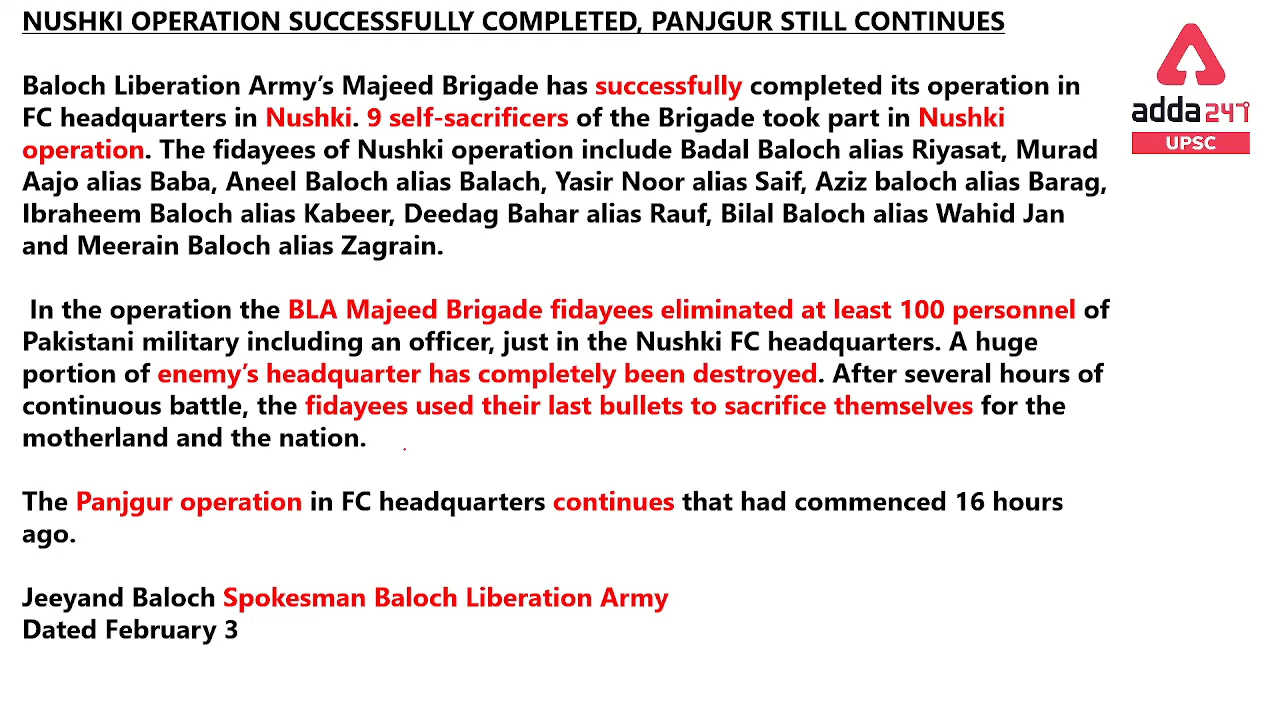 NUSHKI OPERATION SUCCESSFULLY COMPLETED, PANJGUR STILL CONTINUES
Baloch Liberation Army's Majeed Brigade has successfully completed its operation in
FC headquarters in Nushki. 9 self-sacrificers of the Brigade took part in Nushki
operation. The fidayees of Nushki operation include Badal Baloch alias Riyasat, Murad
Aajo alias Baba, Aneel Baloch alias Balach, Yasir Noor alias Saif, Aziz baloch alias Barag,
Ibraheem Baloch alias Kabeer, Deedag Bahar alias Rauf, Bilal Baloch alias Wahid Jan
and Meerain Baloch alias Zagrain.
In the operation the BLA Majeed Brigade fidayees eliminated at least 100 personnel of
Pakistani military including an officer, just in the Nushki FC headquarters. A huge
portion of enemy's headquarter has completely been destroyed. After several hours of
continuous battle, the fidayees used their last bullets to sacrifice themselves for the
motherland and the nation.
The Panjgur operation in FC headquarters continues that had commenced 16 hours
ago.
Jeeyand Baloch Spokesman Baloch Liberation Army
Dated February 3
adda247
UPSC